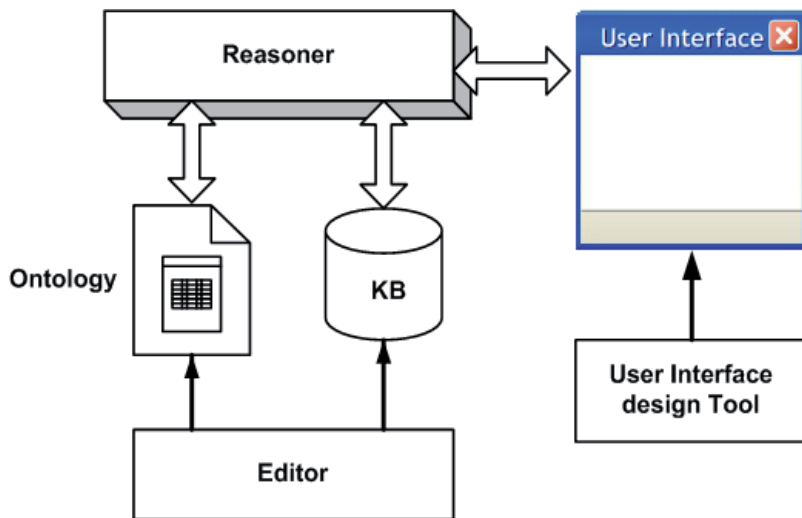 Reasoner
User Interface
Ontology
KB
User Interface
design Tool
Editor